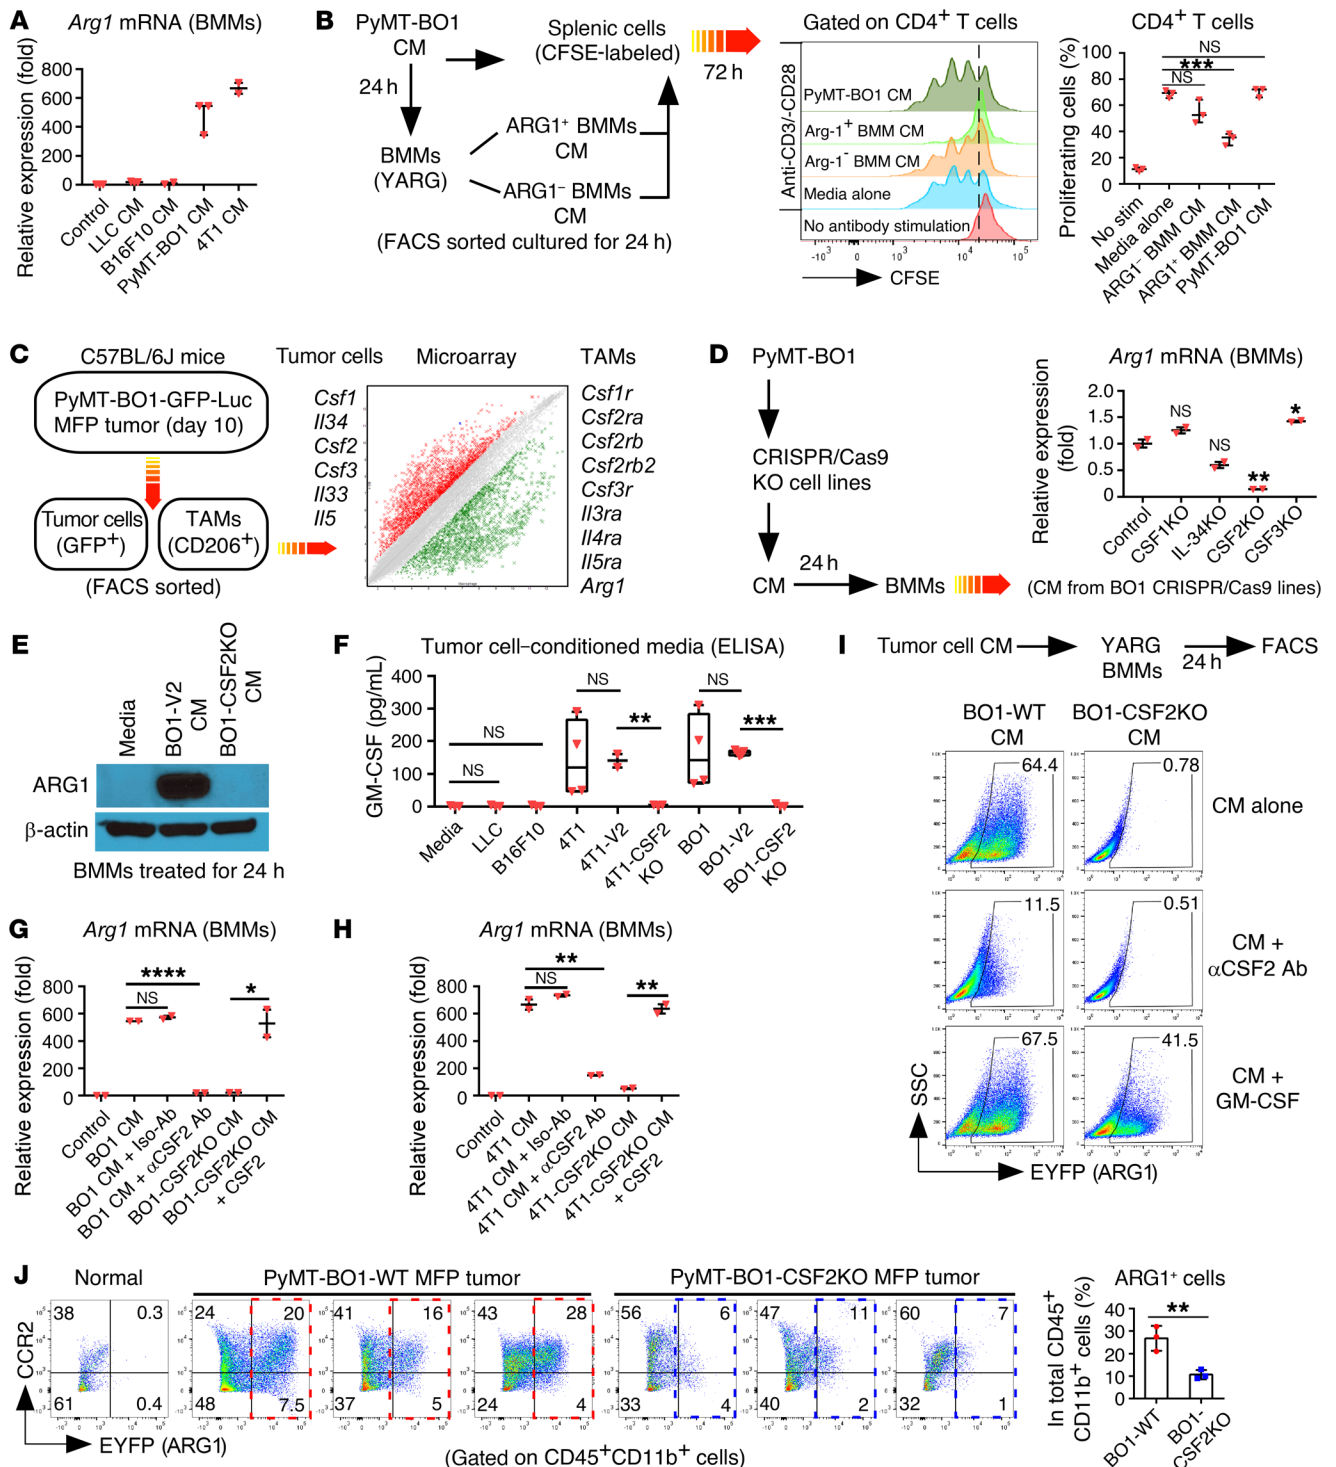 A
Arg1 mRNA (BMMs)
Relative expression (fold)
800
600
400
200
0
Control
LLC CM
B16F10 CM
PyMT-BO1 CM
4T1 CM
B
PyMT-BO1
CM
24 h
BMMs
(YARG)
Splenic cells
(CFSE-labeled)
ARG1+ BMMs
CM
ARG1– BMMs
CM
(FACS sorted cultured for 24 h)
72 h
Gated on CD4+ T cells
Anti-CD3/-CD28
PyMT-BO1 CM
Arg-1+ BMM CM
Arg-1- BMM CM
Media alone
No antibody stimulation
-10³ 0 10³ 10⁴ 10⁵
CFSE
CD4+ T cells
Proliferating cells (%)
100
80
60
40
20
0
NS
***
NS
No stim
Media alone
ARG1– BMM CM
ARG1+ BMM CM
PyMT-BO1 CM
C
C57BL/6J mice
PyMT-BO1-GFP-Luc
MFP tumor (day 10)
Tumor cells
(GFP+)
TAMs
(CD206+)
(FACS sorted)
Tumor cells
Csf1
Il34
Csf2
Csf3
Il33
Il5
Microarray
TAMs
Csf1r
Csf2ra
Csf2rb
Csf2rb2
Csf3r
Il3ra
Il4ra
Il5ra
Arg1
D
PyMT-BO1
CRISPR/Cas9
KO cell lines
CM
24 h
BMMs
(CM from BO1 CRISPR/Cas9 lines)
Arg1 mRNA (BMMs)
Relative expression
(fold)
2.0
1.5
1.0
0.5
0
NS
NS
**
*
Control
CSF1KO
IL-34KO
CSF2KO
CSF3KO
E
Media
BO1-V2
CM
BO1-CSF2KO
CM
ARG1
β-actin
BMMs treated for 24 h
F
Tumor cell–conditioned media (ELISA)
GM-CSF (pg/mL)
400
300
200
100
0
NS
NS
NS
**
NS
***
Media
LLC
B16F10
4T1
4T1-V2
4T1-CSF2
KO
BO1
BO1-V2
BO1-CSF2
KO
G
Arg1 mRNA (BMMs)
Relative expression (fold)
800
600
400
200
0
****
NS
*
Control
BO1 CM
BO1 CM + Iso-Ab
BO1 CM + αCSF2 Ab
BO1-CSF2KO CM
BO1-CSF2KO CM
+ CSF2
H
Arg1 mRNA (BMMs)
Relative expression (fold)
800
600
400
200
0
**
NS
**
Control
4T1 CM
4T1 CM + Iso-Ab
4T1 CM + αCSF2 Ab
4T1-CSF2KO CM
4T1-CSF2KO CM
+ CSF2
I
Tumor cell CM
YARG
BMMs
24 h
FACS
BO1-WT
CM
BO1-CSF2KO
CM
64.4
0.78
CM alone
11.5
0.51
CM +
αCSF2 Ab
67.5
41.5
CM +
GM-CSF
SSC
EYFP (ARG1)
J
Normal
PyMT-BO1-WT MFP tumor
PyMT-BO1-CSF2KO MFP tumor
CCR2
38 0.3
61 0.4
24 20
48 7.5
41 16
37 5
43 28
24 4
56 6
33 4
47 11
40 2
60 7
32 1
EYFP (ARG1)
(Gated on CD45+CD11b+ cells)
ARG1+ cells
In total CD45+
CD11b+ cells (%)
40
30
20
10
0
**
BO1-WT
BO1-
CSF2KO